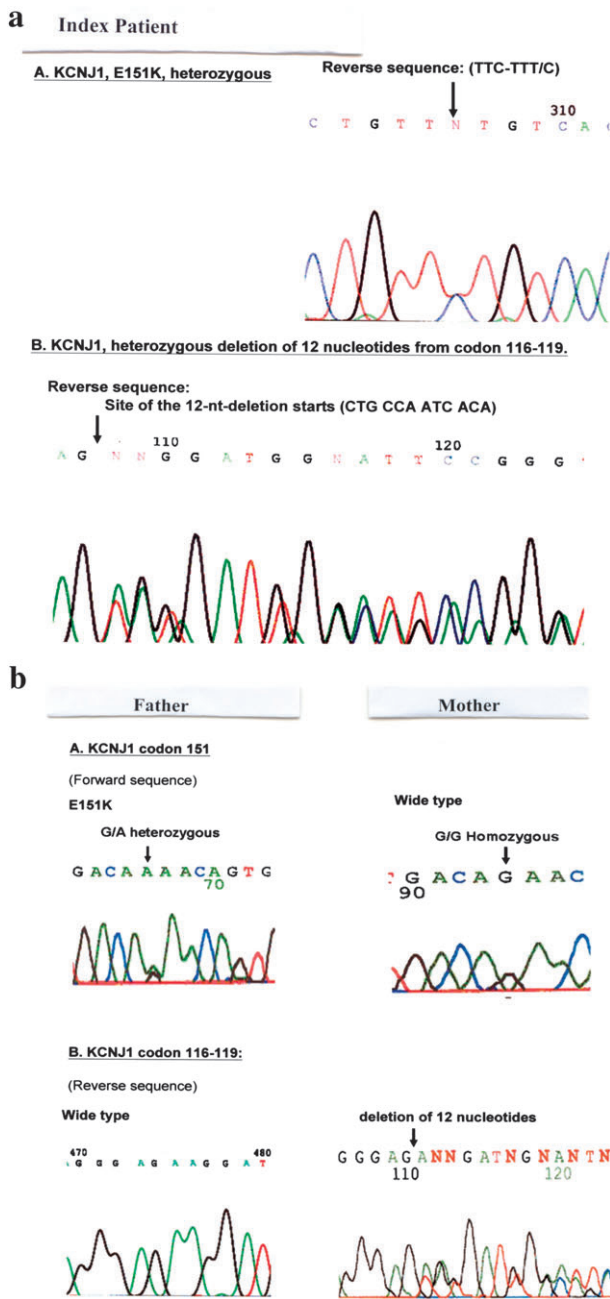 a
Index Patient
A. KCNJ1, E151K, heterozygous
Reverse sequence: (TTC-TTT/C)
310
C T G T T N T G T C A
B. KCNJ1, heterozygous deletion of 12 nucleotides from codon 116-119.
Reverse sequence:
Site of the 12-nt-deletion starts (CTG CCA ATC ACA)
110 120
A G N N G G A T G G N A T T C C G G G
b
Father
Mother
A. KCNJ1 codon 151
(Forward sequence)
E151K
Wide type
G/A heterozygous
G/G Homozygous
G A C A A A A C A G T G
70
T G A C A G A A C
90
B. KCNJ1 codon 116-119:
(Reverse sequence)
Wide type
deletion of 12 nucleotides
470 480
G G G A G A A G G A T
G G G A G A N N G A T N G N A N T N
110 120